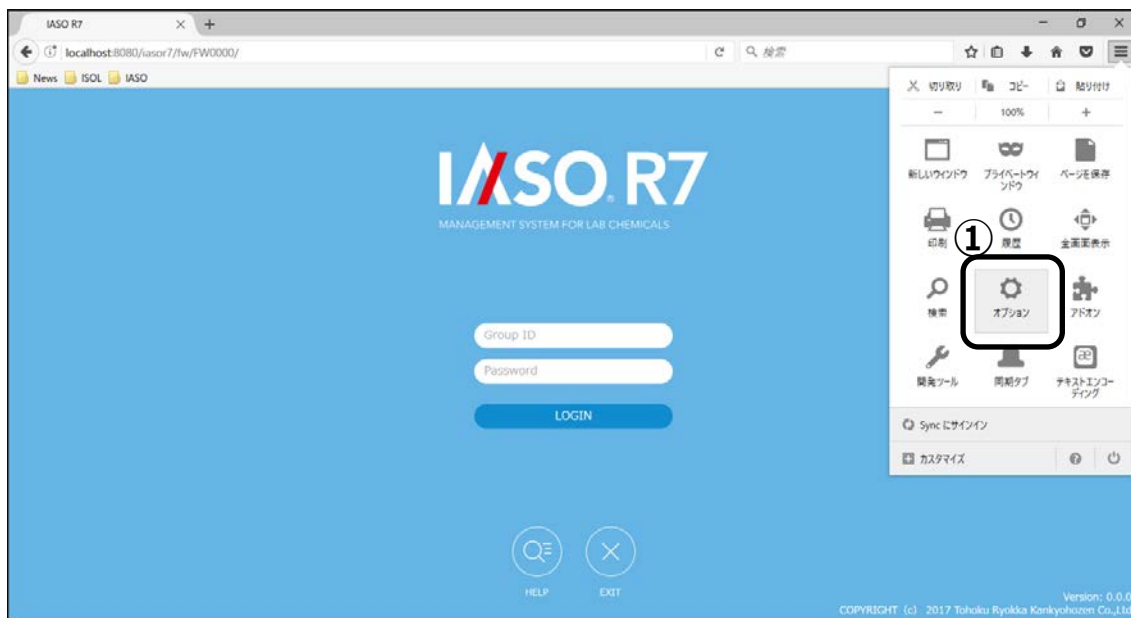 IASO R7
localhost:8080/iasor7/fw/FW0000/
検索
News ISOL IASO
切り取り コピー 貼り付け
100%
新しいウィンドウ プライベートウィンドウ ページを保存
印刷 履歴 全画面表示
①
検索 オプション アドオン
開発ツール 同期タブ テキストエンコーディング
Sync にサインイン
カスタマイズ
IASO R7
MANAGEMENT SYSTEM FOR LAB CHEMICALS
Group ID
Password
LOGIN
HELP EXIT
Version: 0.0.0
COPYRIGHT (c) 2017 Tohoku Ryokka Kankyohozen Co.,Ltd